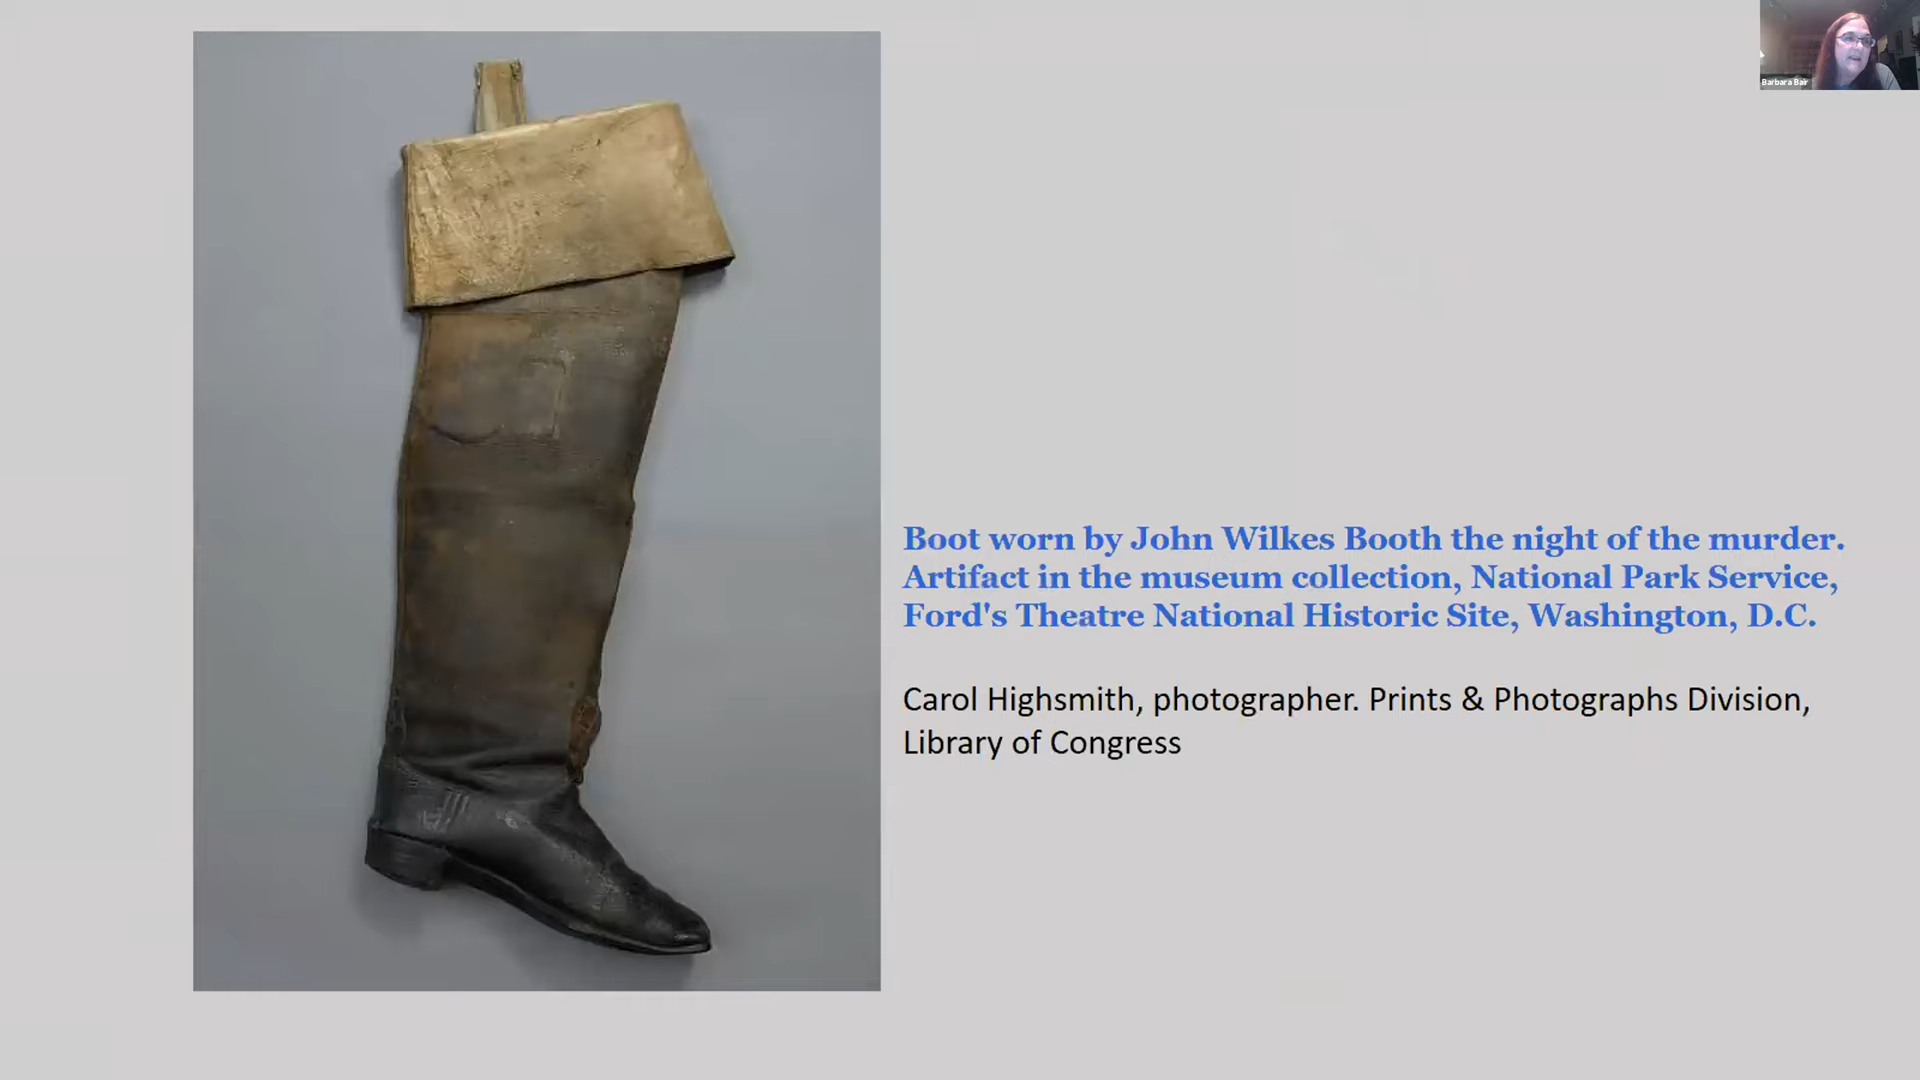 Barbara Bair
Boot worn by John Wilkes Booth the night of the murder.
Artifact in the museum collection, National Park Service,
Ford's Theatre National Historic Site, Washington, D.C.
Carol Highsmith, photographer. Prints & Photographs Division,
Library of Congress